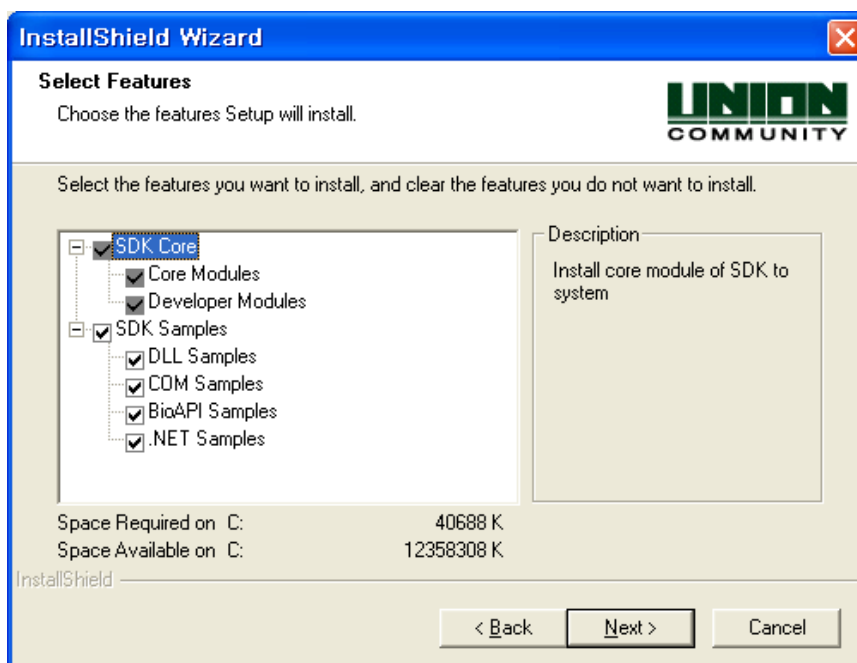 InstallShield Wizard
Select Features
Choose the features Setup will install.
UNION
COMMUNITY
Select the features you want to install, and clear the features you do not want to install.
SDK Core
Core Modules
Developer Modules
SDK Samples
DLL Samples
COM Samples
BioAPI Samples
.NET Samples
Description
Install core module of SDK to
system
Space Required on C: 40688 K
Space Available on C: 12358308 K
InstallShield
< Back Next > Cancel